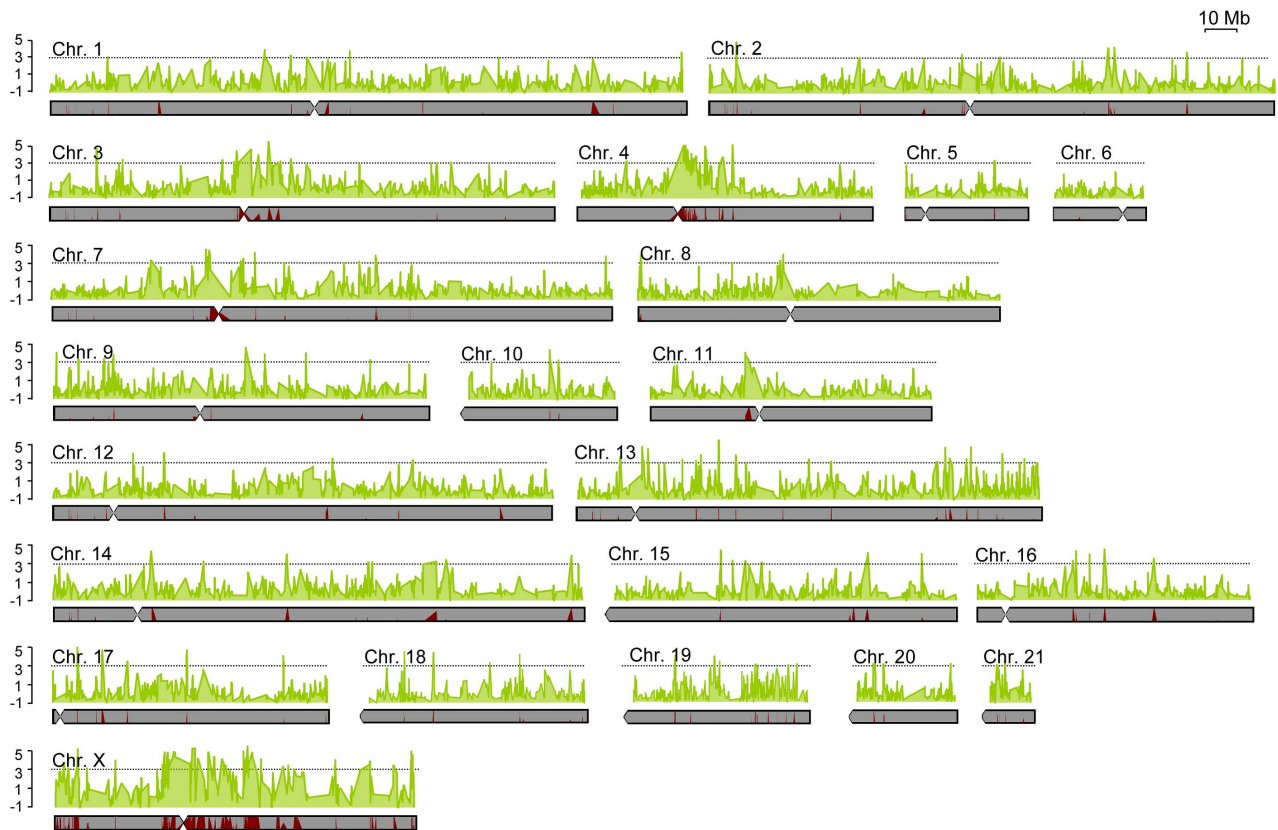 10 Mb
5 3 1 -1 Chr. 1 Chr. 2
5 3 1 -1 Chr. 3 Chr. 4 Chr. 5 Chr. 6
5 3 1 -1 Chr. 7 Chr. 8
5 3 1 -1 Chr. 9 Chr. 10 Chr. 11
5 3 1 -1 Chr. 12 Chr. 13
5 3 1 -1 Chr. 14 Chr. 15 Chr. 16
5 3 1 -1 Chr. 17 Chr. 18 Chr. 19 Chr. 20 Chr. 21
5 3 1 -1 Chr. X